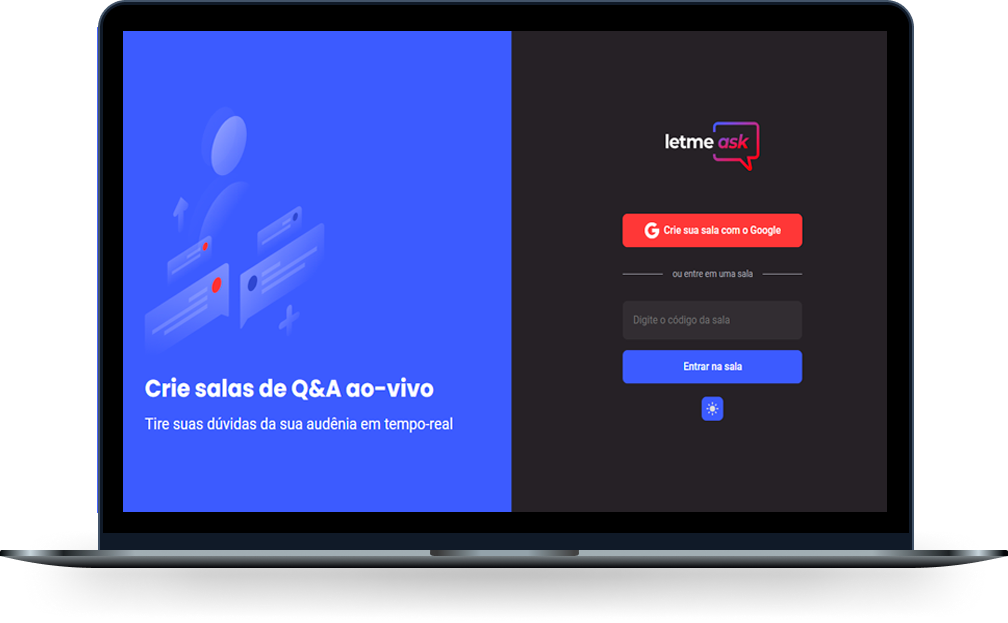 Crie salas de Q&A ao-vivo
Tire suas dúvidas da sua audênia em tempo-real
letme ask
Crie sua sala com o Google
ou entre em uma sala
Digite o código da sala
Entrar na sala